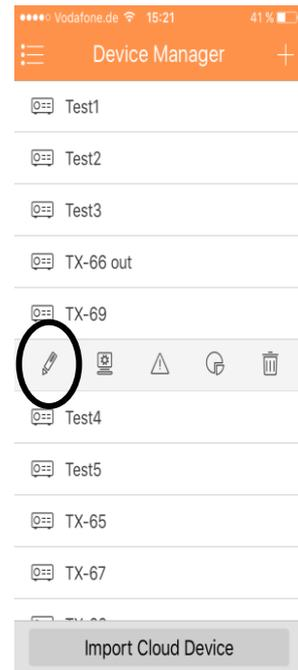 Vodafone.de 15:21 41 %
Device Manager
Test1
Test2
Test3
TX-66 out
TX-69
Test4
Test5
TX-65
TX-67
Import Cloud Device